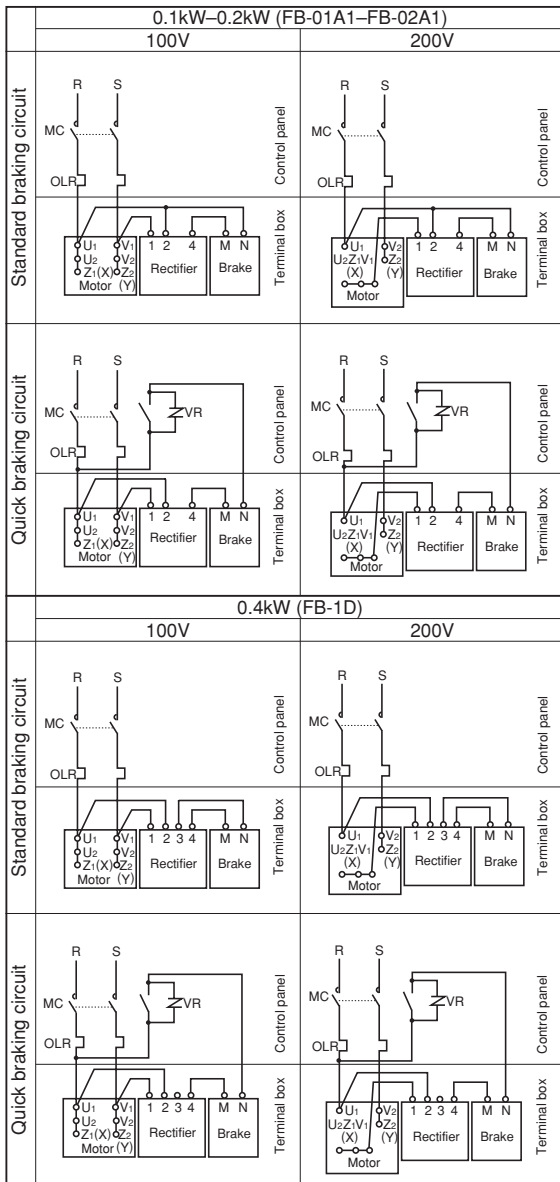 0.1kW–0.2kW (FB-01A1–FB-02A1)
100V 200V
Standard braking circuit
R S
MC
OLR
Control panel
U1 V1 1 2 4 M N
U2 V2
Z1(X) Z2
Motor (Y) Rectifier Brake
Terminal box
R S
MC
OLR
Control panel
U1 V2 1 2 4 M N
U2Z1V1 Z2
(X) (Y)
Motor Rectifier Brake
Terminal box
Quick braking circuit
R S
MC VR
OLR
Control panel
U1 V1 1 2 4 M N
U2 V2
Z1(X) Z2
Motor (Y) Rectifier Brake
Terminal box
R S
MC VR
OLR
Control panel
U1 V2 1 2 4 M N
U2Z1V1 Z2
(X) (Y)
Motor Rectifier Brake
Terminal box
0.4kW (FB-1D)
100V 200V
Standard braking circuit
R S
MC
OLR
Control panel
U1 V1 1 2 3 4 M N
U2 V2
Z1(X) Z2
Motor (Y) Rectifier Brake
Terminal box
R S
MC
OLR
Control panel
U1 V2 1 2 3 4 M N
U2Z1V1 Z2
(X) (Y)
Motor Rectifier Brake
Terminal box
Quick braking circuit
R S
MC VR
OLR
Control panel
U1 V1 1 2 3 4 M N
U2 V2
Z1(X) Z2
Motor (Y) Rectifier Brake
Terminal box
R S
MC VR
OLR
Control panel
U1 V2 1 2 3 4 M N
U2Z1V1 Z2
(X) (Y)
Motor Rectifier Brake
Terminal box